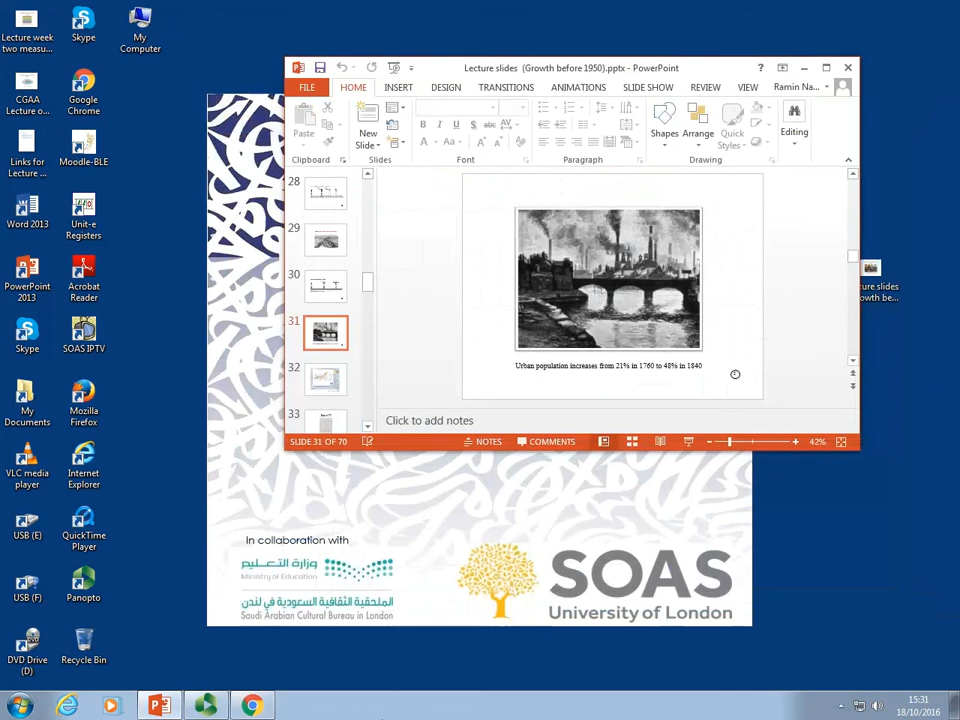 Lecture week
two measu...
Skype
My
Computer
CGAA
Lecture o...
Google
Chrome
Links for
Lecture ...
Moodle-BLE
Word 2013
Unit-e
Registers
PowerPoint
2013
Acrobat
Reader
Skype
SOAS IPTV
My
Documents
Mozilla
Firefox
VLC media
player
Internet
Explorer
USB (E)
QuickTime
Player
USB (F)
Panopto
DVD Drive
(D)
Recycle Bin
Lecture slides (Growth before 1950).pptx - PowerPoint
FILE HOME INSERT DESIGN TRANSITIONS ANIMATIONS SLIDE SHOW REVIEW VIEW Ramin Na...
Paste
New
Slide
Shapes Arrange Quick
Styles
Editing
B I U S abc AV
A Aa A A
Clipboard Slides Font Paragraph Drawing
28
29
30
31
32
33
Urban population increases from 21% in 1760 to 48% in 1840
Click to add notes
SLIDE 31 OF 70 NOTES COMMENTS 42%
ture slides
owth be...
In collaboration with
وزارة التعليم
Ministry of Education
الملحقية الثقافية السعودية في لندن
Saudi Arabian Cultural Bureau in London
SOAS
University of London
15:31
18/10/2016